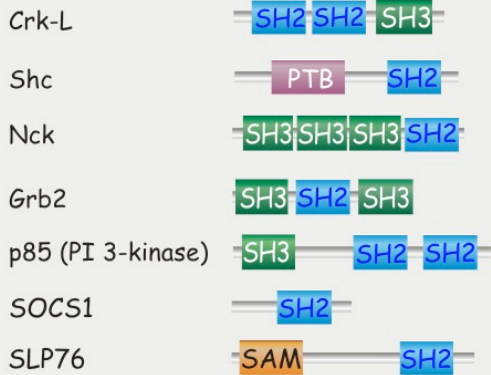 Crk-L SH2 SH2 SH3
Shc PTB SH2
Nck SH3 SH3 SH3 SH2
Grb2 SH3 SH2 SH3
p85 (PI 3-kinase) SH3 SH2 SH2
SOCS1 SH2
SLP76 SAM SH2